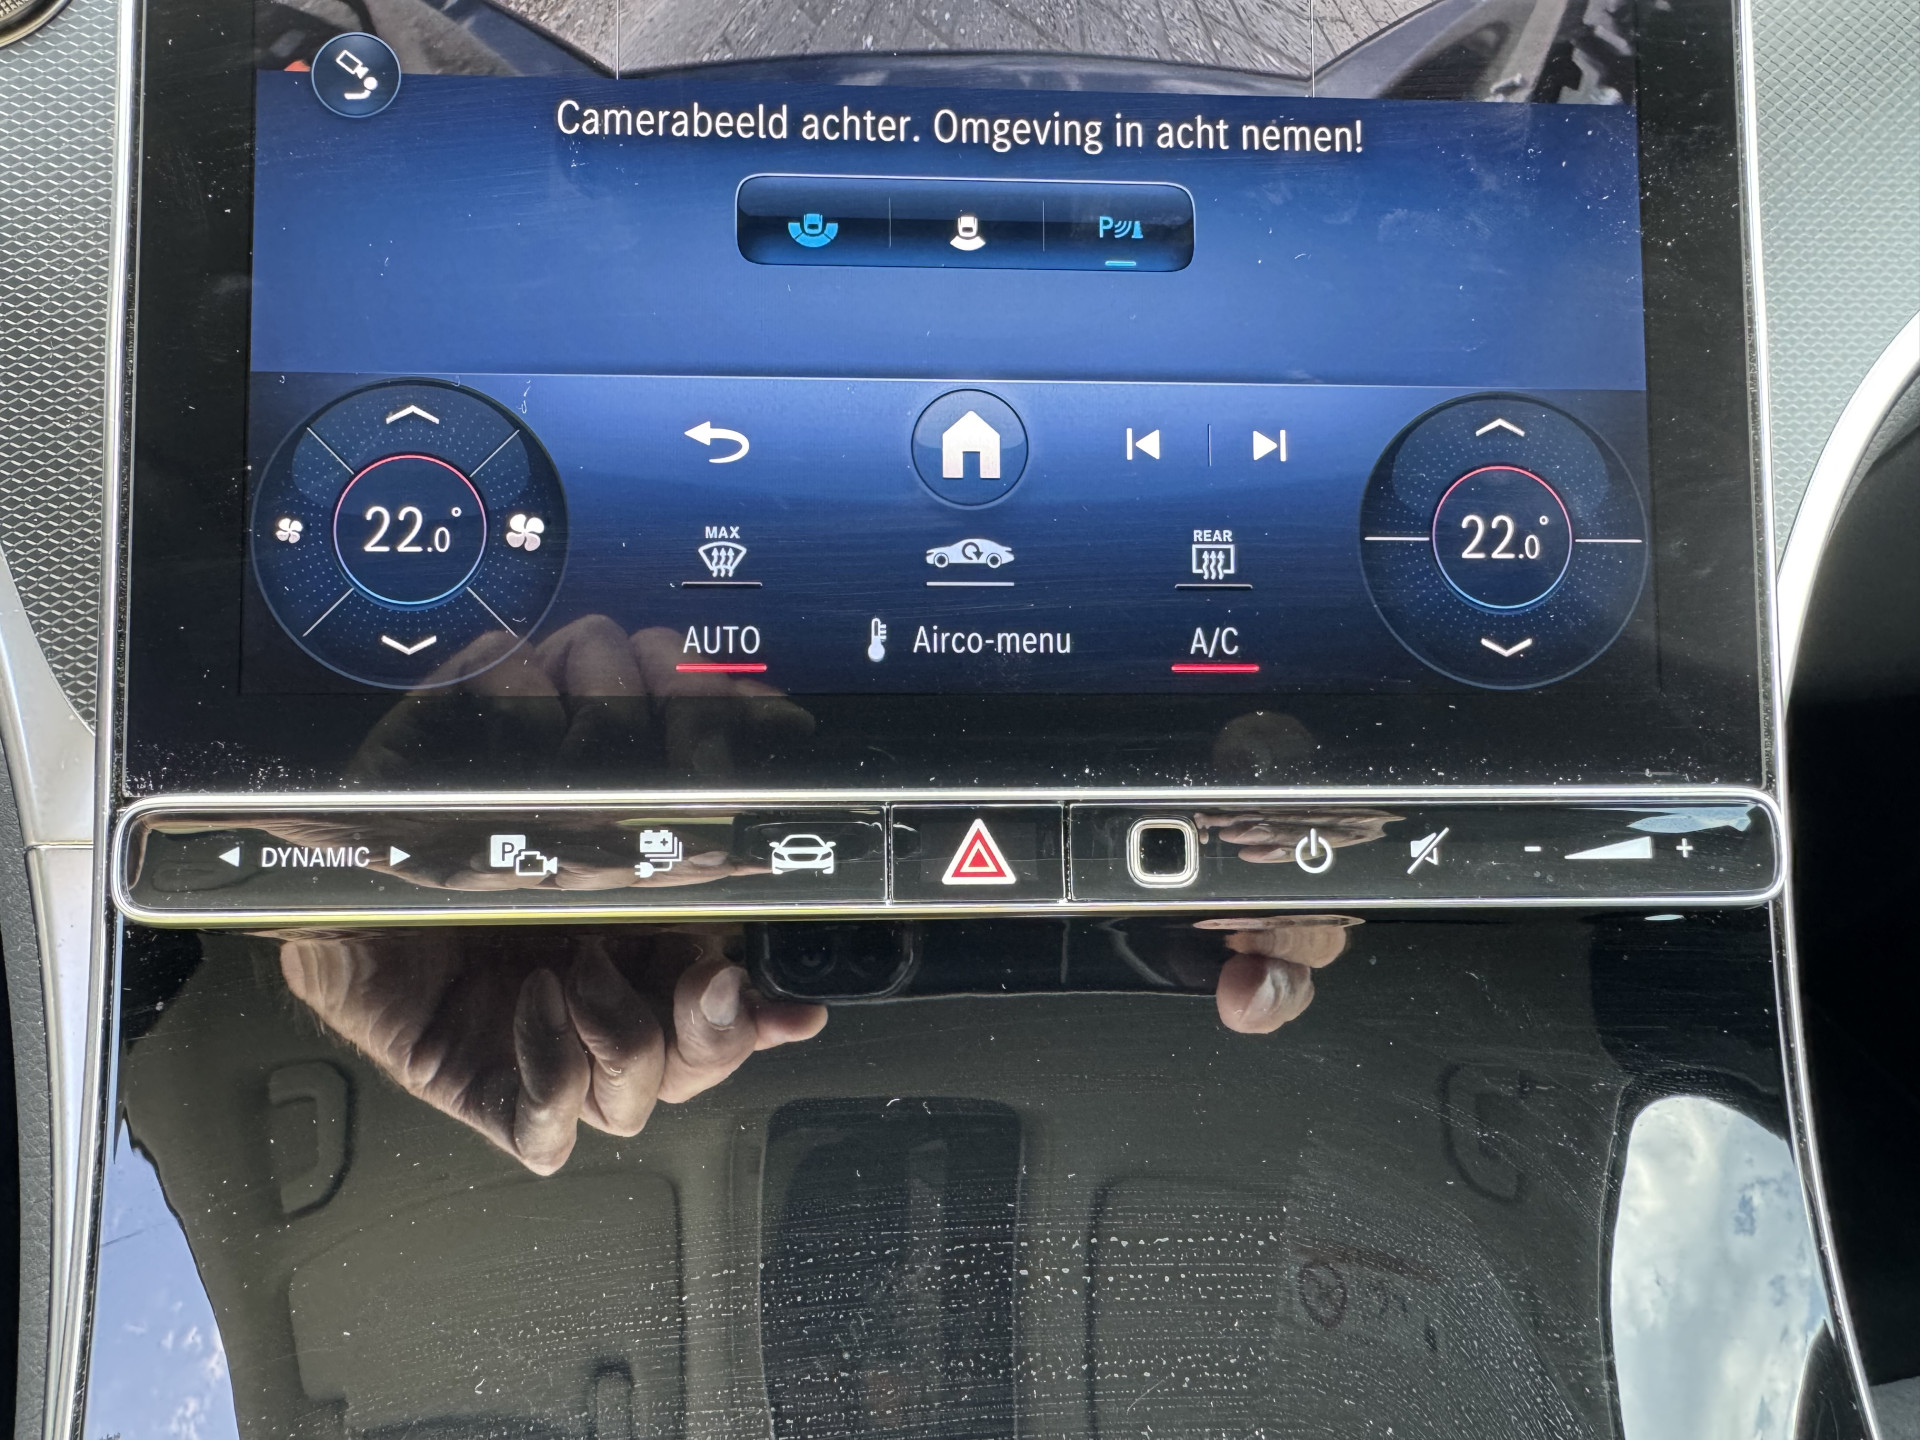 Camerabeeld achter. Omgeving in acht nemen!
P
22.0°
MAX
REAR
22.0°
AUTO
Airco-menu
A/C
DYNAMIC
P
- +